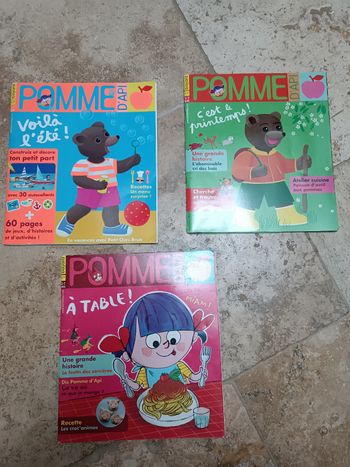 POMME
D'API
Voilà
l'été !
Construis et décore
ton petit port
avec 30 autocollants
60 pages
de jeux, d'histoires
et d'activités !
Recettes
Un menu
surprise !
En vacances avec Petit Ours Brun
POMME
D'API
C'est le
printemps !
Une grande
histoire
L'abominable
cri des bois
Cherche
et trouve
Atelier cuisine
POMME
D'API
À TABLE !
MIAM !
Une grande
histoire
Le festin des sorcières
Dis Pomme d'Api
Recette
Les croc'animaux